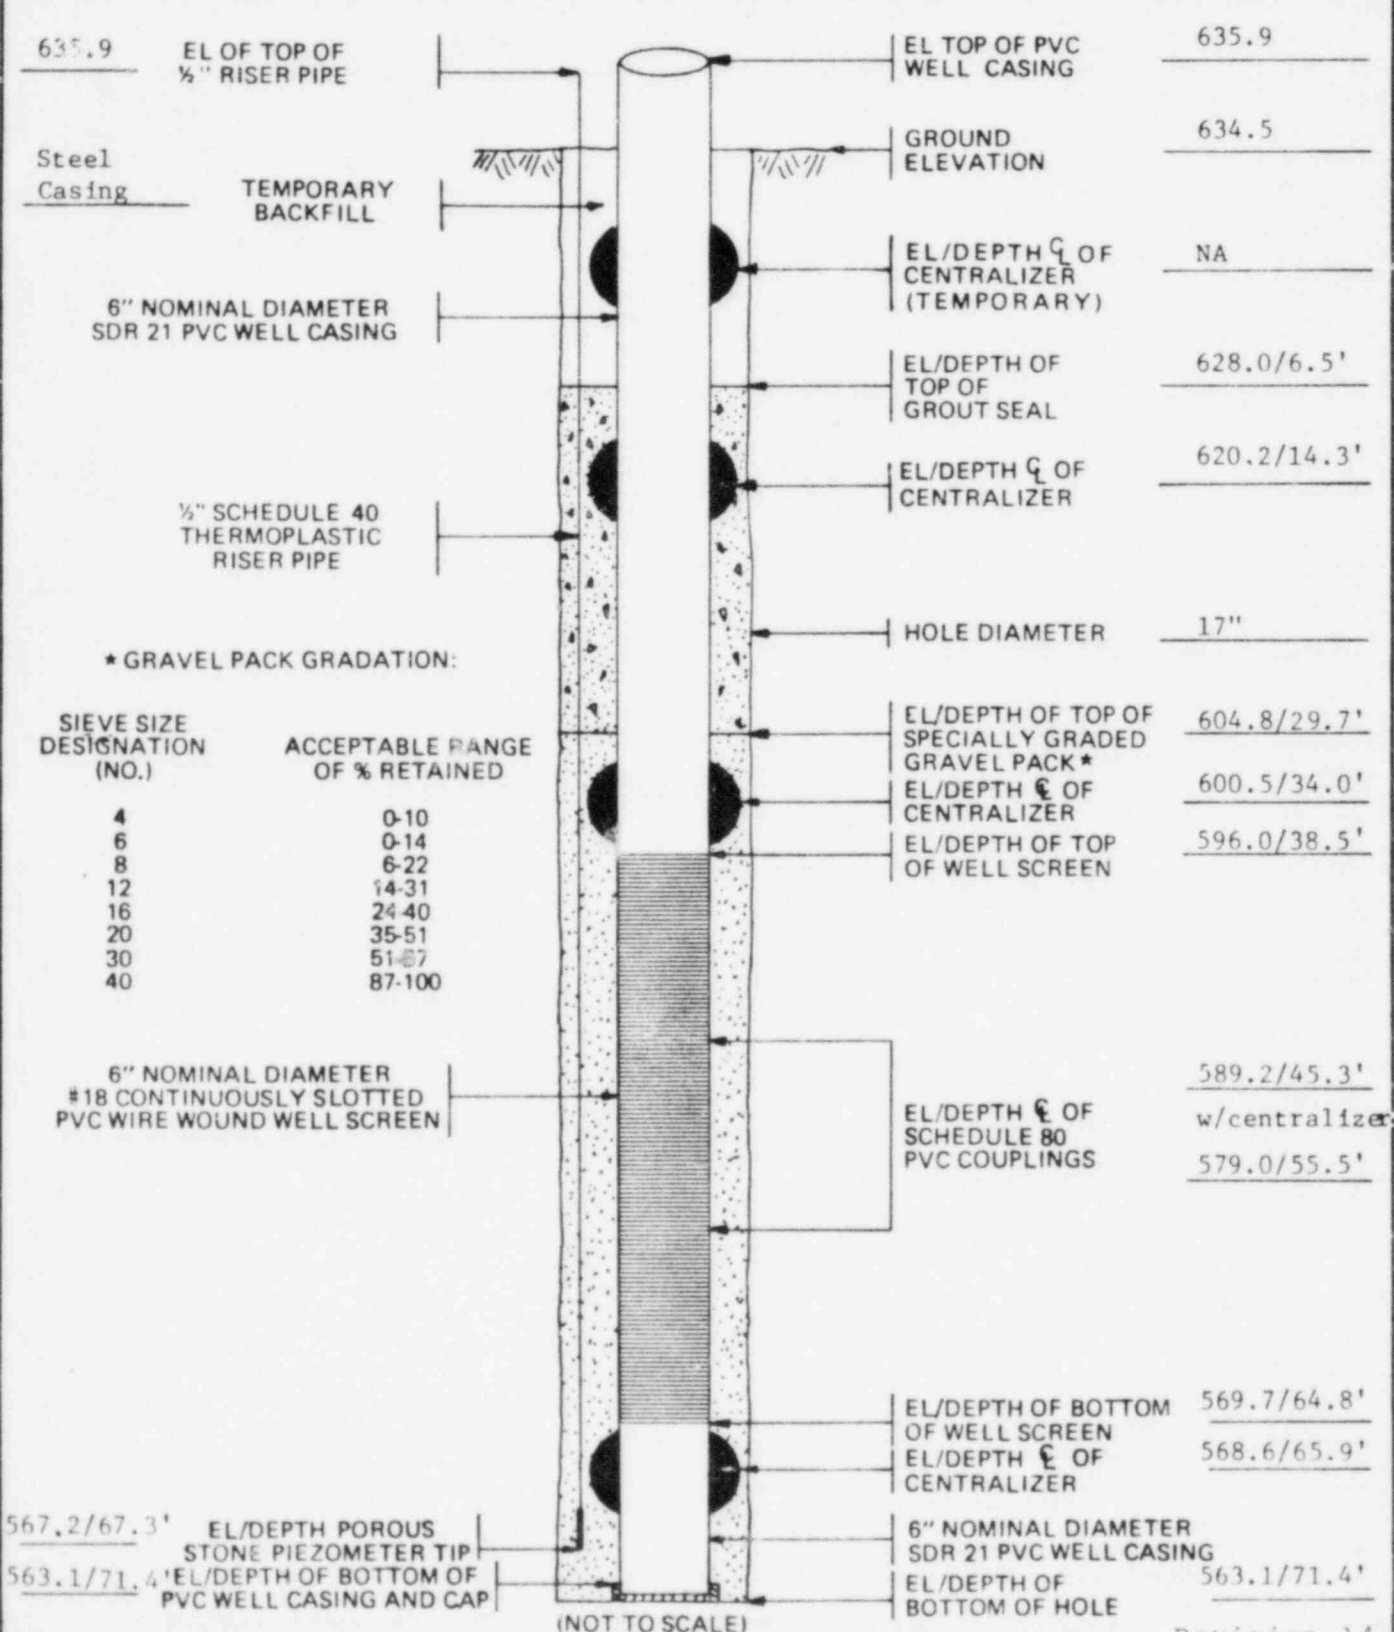 635.9
EL OF TOP OF
½" RISER PIPE
EL TOP OF PVC
WELL CASING
635.9
GROUND
ELEVATION
634.5
Steel
Casing
TEMPORARY
BACKFILL
EL/DEPTH ℄ OF
CENTRALIZER
(TEMPORARY)
NA
6" NOMINAL DIAMETER
SDR 21 PVC WELL CASING
EL/DEPTH OF
TOP OF
GROUT SEAL
628.0/6.5'
EL/DEPTH ℄ OF
CENTRALIZER
620.2/14.3'
½" SCHEDULE 40
THERMOPLASTIC
RISER PIPE
HOLE DIAMETER
17"
* GRAVEL PACK GRADATION:
SIEVE SIZE
DESIGNATION
(NO.)
ACCEPTABLE RANGE
OF % RETAINED
4 0-10
6 0-14
8 6-22
12 14-31
16 24-40
20 35-51
30
40 87-100
EL/DEPTH OF TOP OF
SPECIALLY GRADED
GRAVEL PACK*
604.8/29.7'
EL/DEPTH ℄ OF
CENTRALIZER
600.5/34.0'
EL/DEPTH OF TOP
OF WELL SCREEN
596.0/38.5'
6" NOMINAL DIAMETER
#18 CONTINUOUSLY SLOTTED
PVC WIRE WOUND WELL SCREEN
EL/DEPTH ℄ OF
SCHEDULE 80
PVC COUPLINGS
589.2/45.3'
w/centralizer
579.0/55.5'
EL/DEPTH OF BOTTOM
OF WELL SCREEN
569.7/64.8'
EL/DEPTH ℄ OF
CENTRALIZER
568.6/65.9'
567.2/67.3'
EL/DEPTH POROUS
STONE PIEZOMETER TIP
6" NOMINAL DIAMETER
SDR 21 PVC WELL CASING
563.1/71.4'
EL/DEPTH OF BOTTOM OF
PVC WELL CASING AND CAP
EL/DEPTH OF
BOTTOM OF HOLE
563.1/71.4'
(NOT TO SCALE)